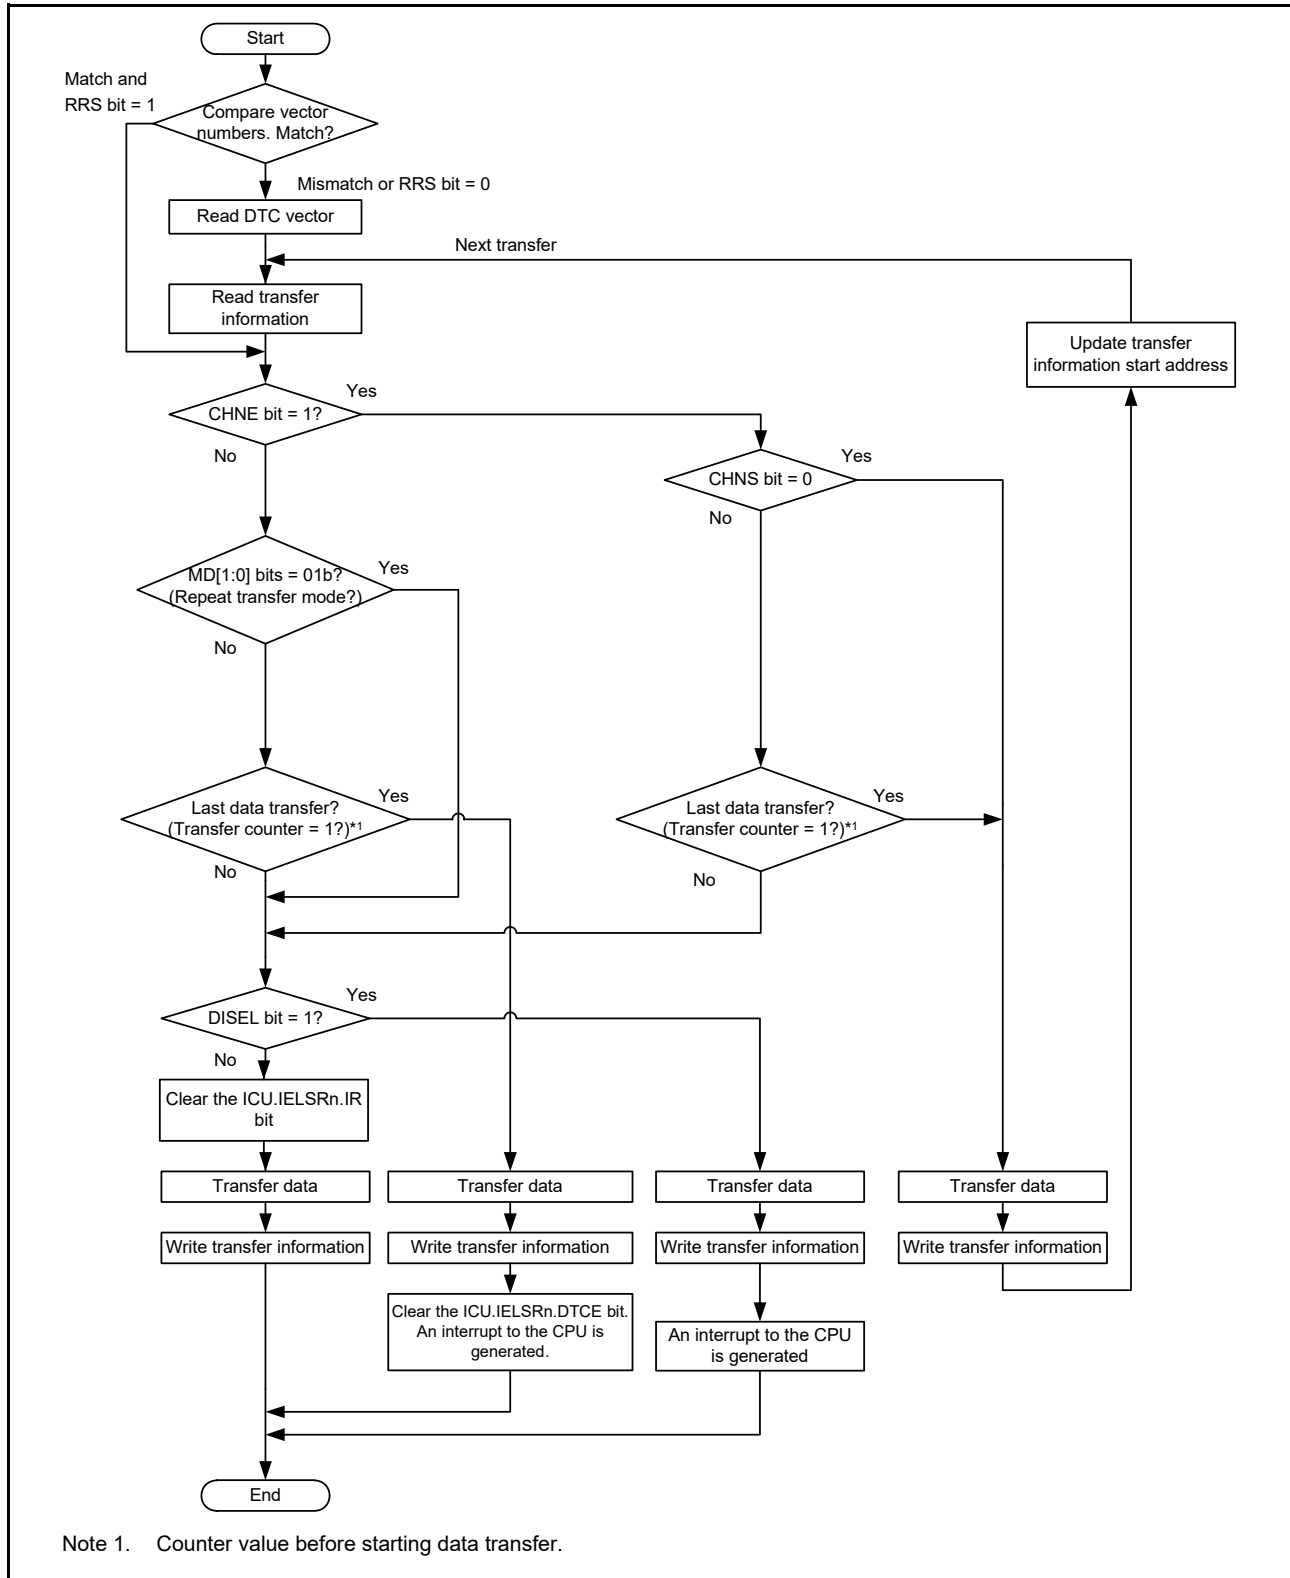 Start
Match and
RRS bit = 1
Compare vector
numbers. Match?
Mismatch or RRS bit = 0
Read DTC vector
Next transfer
Read transfer
information
Update transfer
information start address
CHNE bit = 1?
Yes
No
CHNS bit = 0
Yes
No
MD[1:0] bits = 01b?
(Repeat transfer mode?)
Yes
No
Last data transfer?
(Transfer counter = 1?)*1
Yes
No
Last data transfer?
(Transfer counter = 1?)*1
Yes
No
DISEL bit = 1?
Yes
No
Clear the ICU.IELSRn.IR
bit
Transfer data
Transfer data
Transfer data
Transfer data
Write transfer information
Write transfer information
Write transfer information
Write transfer information
Clear the ICU.IELSRn.DTCE bit.
An interrupt to the CPU is
generated.
An interrupt to the CPU
is generated
End
Note 1. Counter value before starting data transfer.